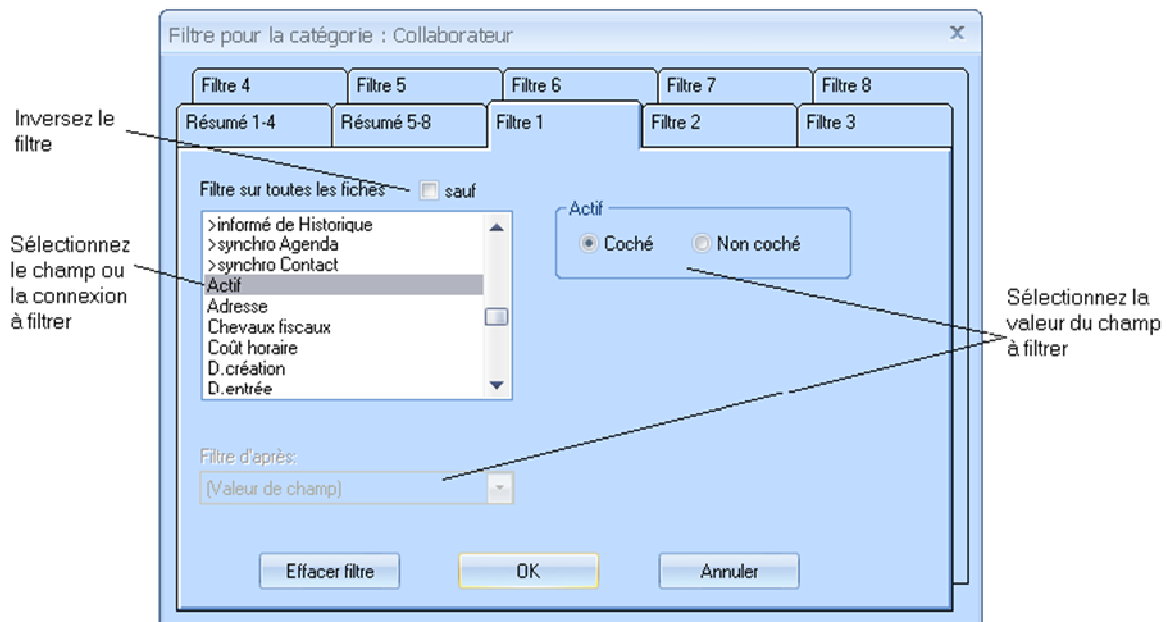 Filtre pour la catégorie : Collaborateur
x
Filtre 4
Filtre 5
Filtre 6
Filtre 7
Filtre 8
Résumé 1-4
Résumé 5-8
Filtre 1
Filtre 2
Filtre 3
Inversez le
filtre
Filtre sur toutes les fiches
sauf
>informé de Historique
>synchro Agenda
>synchro Contact
Actif
Adresse
Chevaux fiscaux
Coût horaire
D.création
D.entrée
Actif
Coché
Non coché
Sélectionnez
le champ ou
la connexion
à filtrer
Sélectionnez la
valeur du champ
à filtrer
Filtre d'après:
(Valeur de champ)
Effacer filtre
OK
Annuler